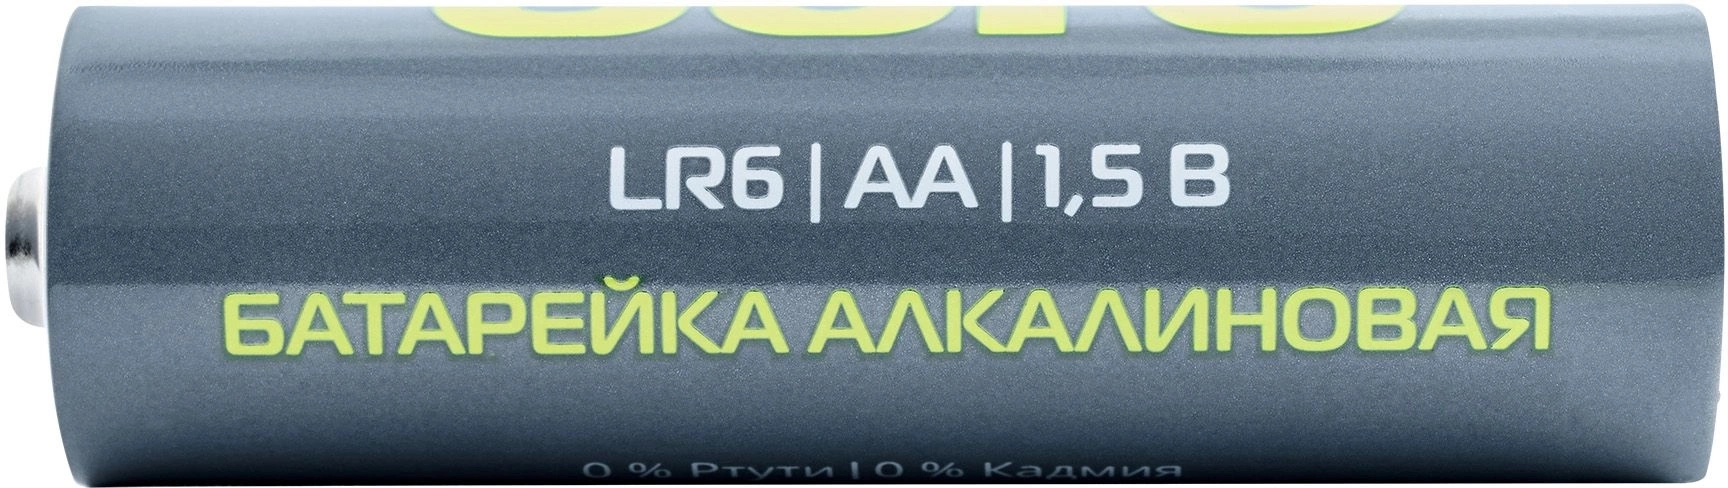 LR6|AA|1,5 В
БАТАРЕЙКА АЛКАЛИНОВАЯ
0 % Ртути|0 % Кадмия